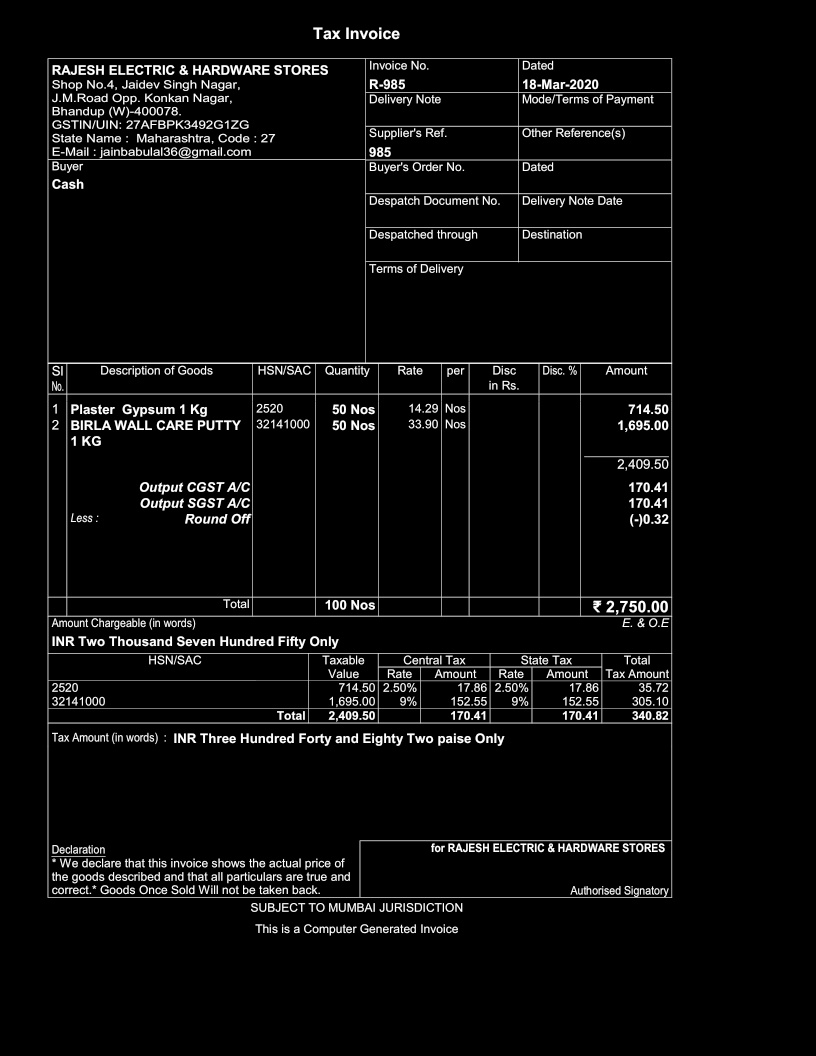 Tax Invoice
RAJESH ELECTRIC & HARDWARE STORES
Shop No.4, Jaidev Singh Nagar,
J.M.Road Opp. Konkan Nagar,
Bhandup (W)-400078.
GSTIN/UIN: 27AFBPK3492G1ZG
State Name : Maharashtra, Code : 27
E-Mail : jainbabulal36@gmail.com
Buyer
Cash
Invoice No. Dated
R-985 18-Mar-2020
Delivery Note Mode/Terms of Payment
Supplier's Ref. Other Reference(s)
985
Buyer's Order No. Dated
Despatch Document No. Delivery Note Date
Despatched through Destination
Terms of Delivery
Sl Description of Goods HSN/SAC Quantity Rate per Disc Disc. % Amount
No. in Rs.
1 Plaster Gypsum 1 Kg 2520 50 Nos 14.29 Nos 714.50
2 BIRLA WALL CARE PUTTY 32141000 50 Nos 33.90 Nos 1,695.00
1 KG
2,409.50
Output CGST A/C 170.41
Output SGST A/C 170.41
Less : Round Off (-)0.32
Total 100 Nos ₹ 2,750.00
Amount Chargeable (in words) E. & O.E
INR Two Thousand Seven Hundred Fifty Only
HSN/SAC Taxable Central Tax State Tax Total
Value Rate Amount Rate Amount Tax Amount
2520 714.50 2.50% 17.86 2.50% 17.86 35.72
32141000 1,695.00 9% 152.55 9% 152.55 305.10
Total 2,409.50 170.41 170.41 340.82
Tax Amount (in words) : INR Three Hundred Forty and Eighty Two paise Only
Declaration
* We declare that this invoice shows the actual price of
the goods described and that all particulars are true and
correct.* Goods Once Sold Will not be taken back.
for RAJESH ELECTRIC & HARDWARE STORES
Authorised Signatory
SUBJECT TO MUMBAI JURISDICTION
This is a Computer Generated Invoice